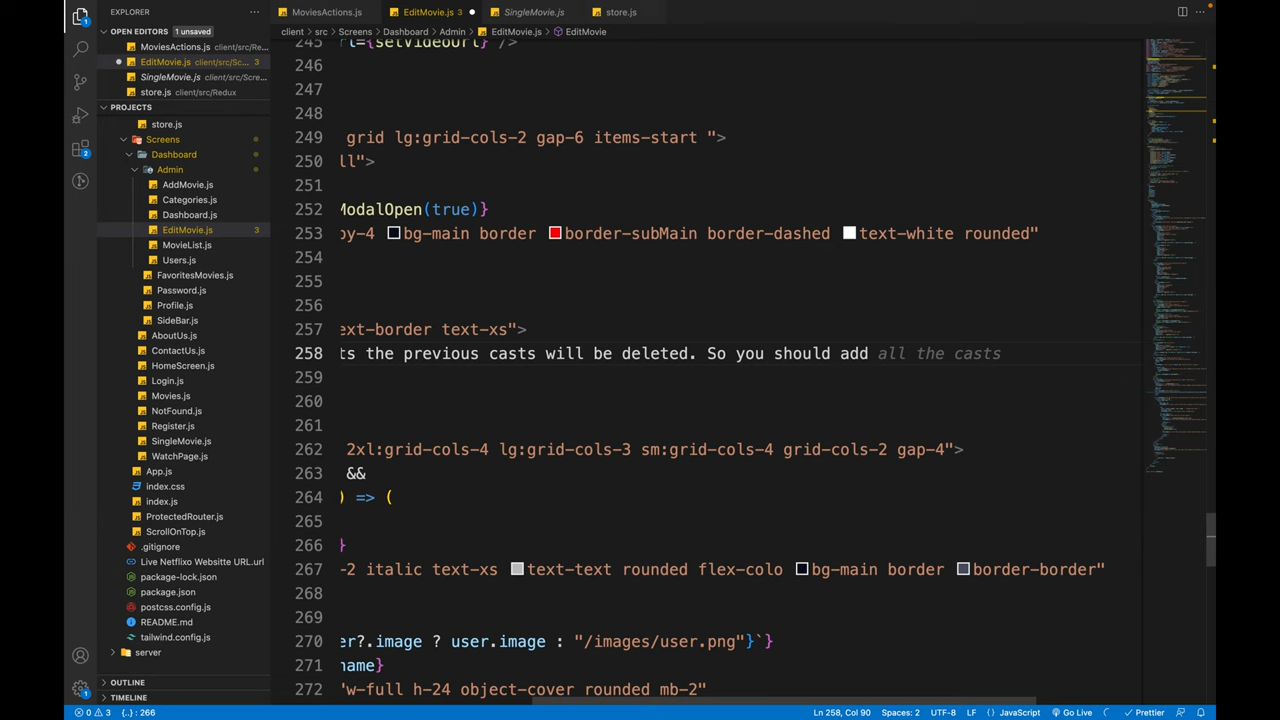 EXPLORER
MoviesActions.js
EditMovie.js 3
SingleMovie.js
store.js
OPEN EDITORS 1 unsaved
MoviesActions.js client/src/Re...
EditMovie.js client/src/Sc... 3
SingleMovie.js client/src/Scre...
store.js client/src/Redux
PROJECTS
store.js
Screens
Dashboard
Admin
AddMovie.js
Categories.js
Dashboard.js
EditMovie.js 3
MovieList.js
Users.js
FavoritesMovies.js
Password.js
Profile.js
SideBar.js
AboutUs.js
ContactUs.js
HomeScreen.js
Login.js
Movies.js
NotFound.js
Register.js
SingleMovie.js
WatchPage.js
App.js
index.css
index.js
ProtectedRouter.js
ScrollOnTop.js
.gitignore
Live Netflixo Websitte URL.url
package-lock.json
package.json
postcss.config.js
README.md
tailwind.config.js
server
OUTLINE
TIMELINE
client > src > Screens > Dashboard > Admin > EditMovie.js > EditMovie
245 rl={setVideoUrl} />
246
247
248
249 grid lg:grid-cols-2 gap-6 items-start ">
250 ll">
251
252 ModalOpen(true)}
253 py-4 bg-main border border-subMain border-dashed text-white rounded"
254
255
256
257 ext-border text-xs">
258 ts the previous casts will be deleted. So you should add all the casts
259
260
261
262 2xl:grid-cols-4 lg:grid-cols-3 sm:grid-cols-4 grid-cols-2 gap-4">
263 &&
264 ) => (
265
266 }
267 -2 italic text-xs text-text rounded flex-colo bg-main border border-border"
268
269
270 er?.image ? user.image : "/images/user.png"}`}
271 name}
272 "w-full h-24 object-cover rounded mb-2"
0 3 {..} : 266
Ln 258, Col 90 Spaces: 2 UTF-8 LF {} JavaScript Go Live Prettier